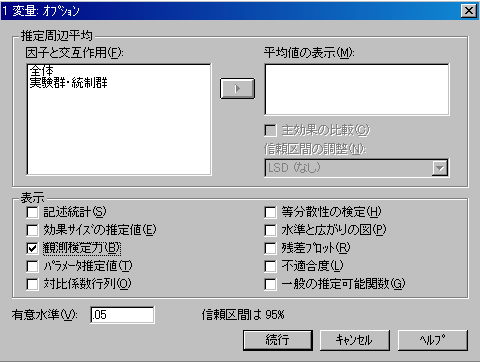 1 変量: オプション
推定周辺平均
因子と交互作用(F):
全体
実験群・統制群
平均値の表示(M):
主効果の比較(C)
信頼区間の調整(N):
LSD (なし)
表示
記述統計(S)
効果サイズの推定値(E)
観測検定力(B)
パラメータ推定値(T)
対比係数行列(O)
等分散性の検定(H)
水準と広がりの図(P)
残差プロット(R)
不適合度(L)
一般の推定可能関数(G)
有意水準(V): .05 信頼区間は 95%
続行 キャンセル ヘルプ